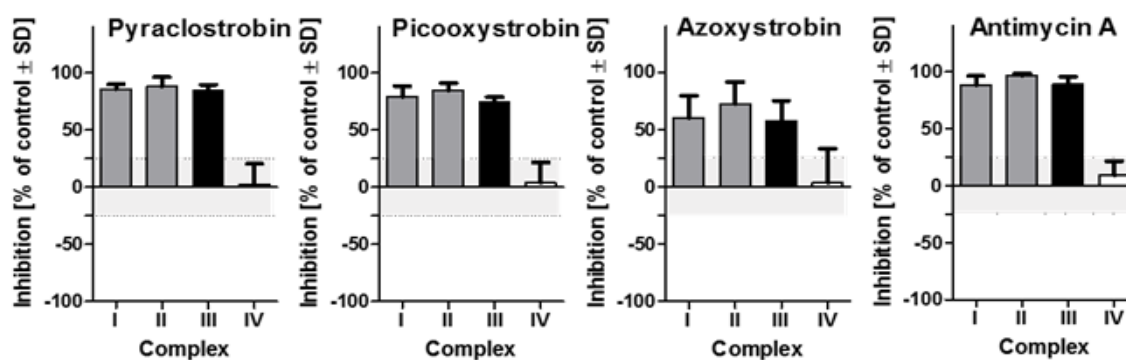 Pyraclostrobin
Inhibition [% of control ± SD]
100
50
0
-50
-100
I II III IV
Complex
Picooxystrobin
Inhibition [% of control ± SD]
100
50
0
-50
-100
I II III IV
Complex
Azoxystrobin
Inhibition [% of control ± SD]
100
50
0
-50
-100
I II III IV
Complex
Antimycin A
Inhibition [% of control ± SD]
100
50
0
-50
-100
I II III IV
Complex